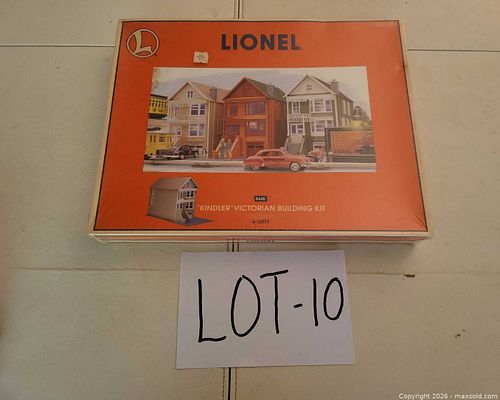 L
LIONEL
"KINDLER" VICTORIAN BUILDING KIT
6-12977
LOT-10
Copyright 2026 - maxsold.com